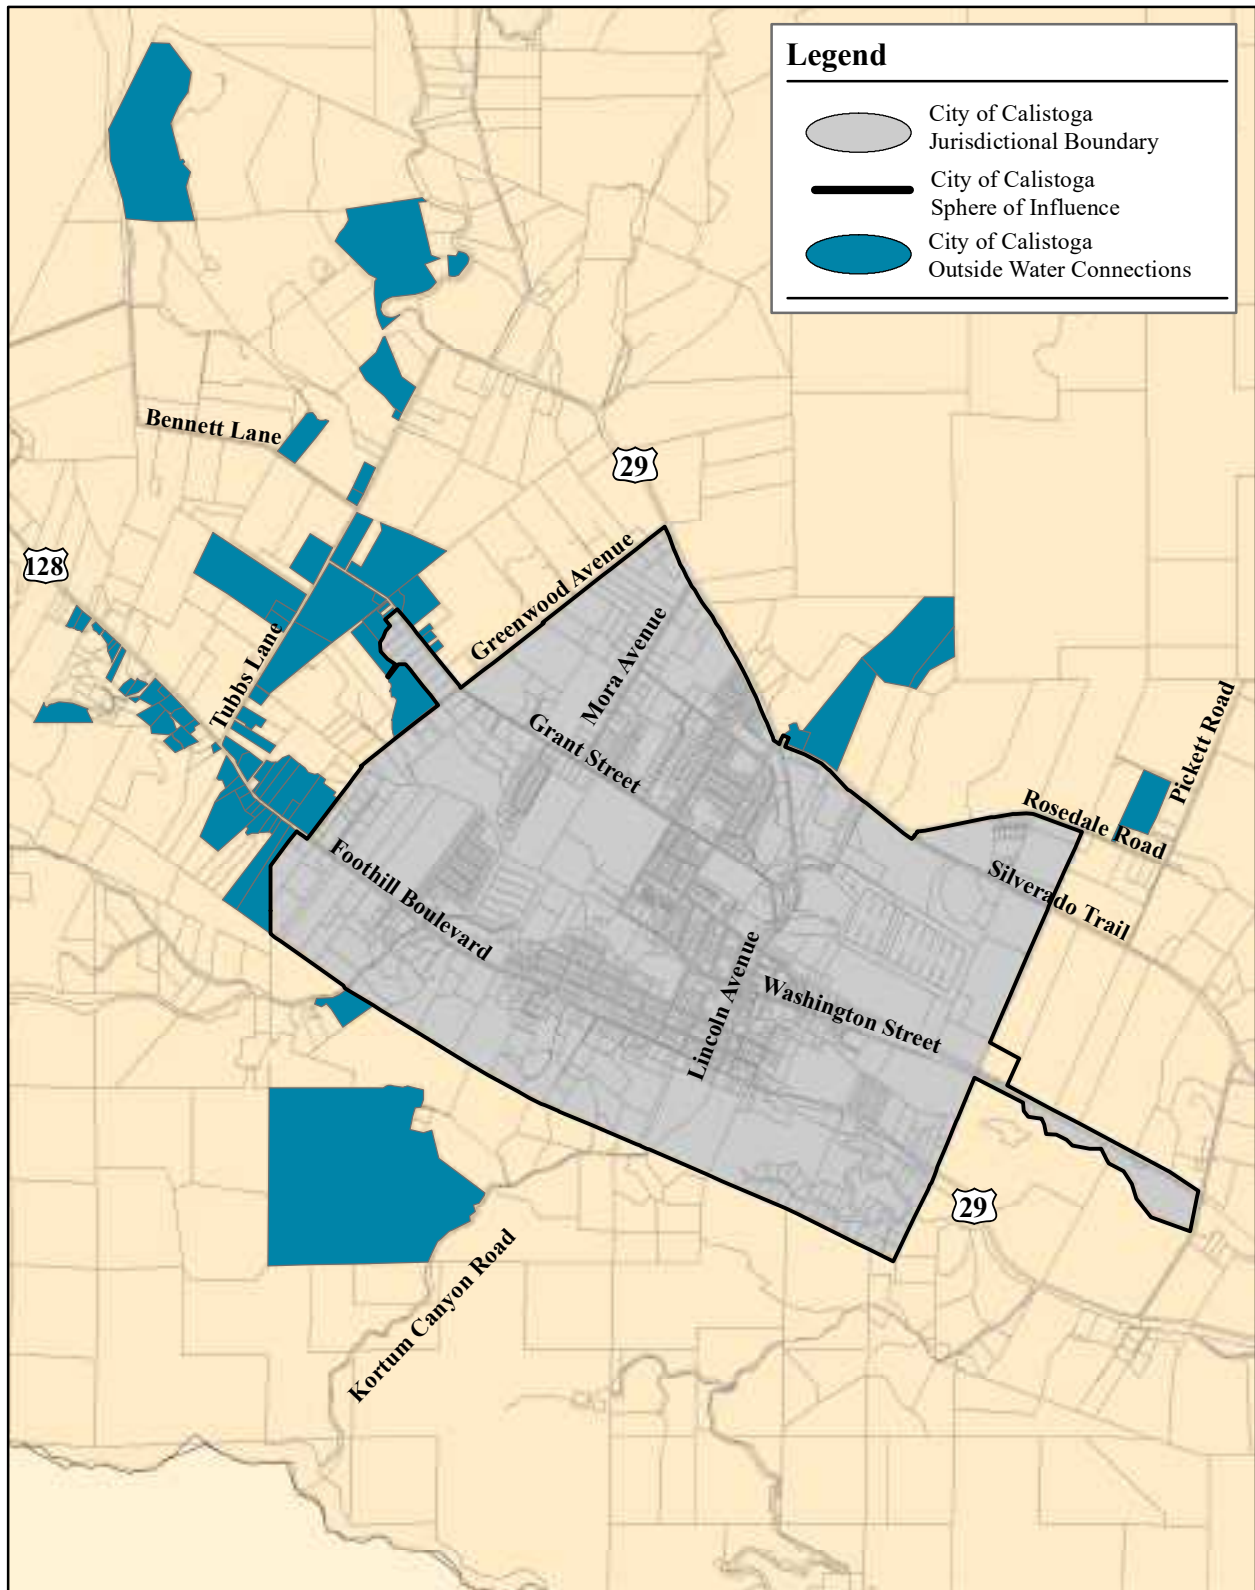 Legend
City of Calistoga
Jurisdictional Boundary
City of Calistoga
Sphere of Influence
City of Calistoga
Outside Water Connections
Bennett Lane
29
128
Greenwood Avenue
Mora Avenue
Tubbs Lane
Grant Street
Pickett Road
Rosedale Road
Foothill Boulevard
Silverado Trail
Lincoln Avenue
Washington Street
29
Kortum Canyon Road